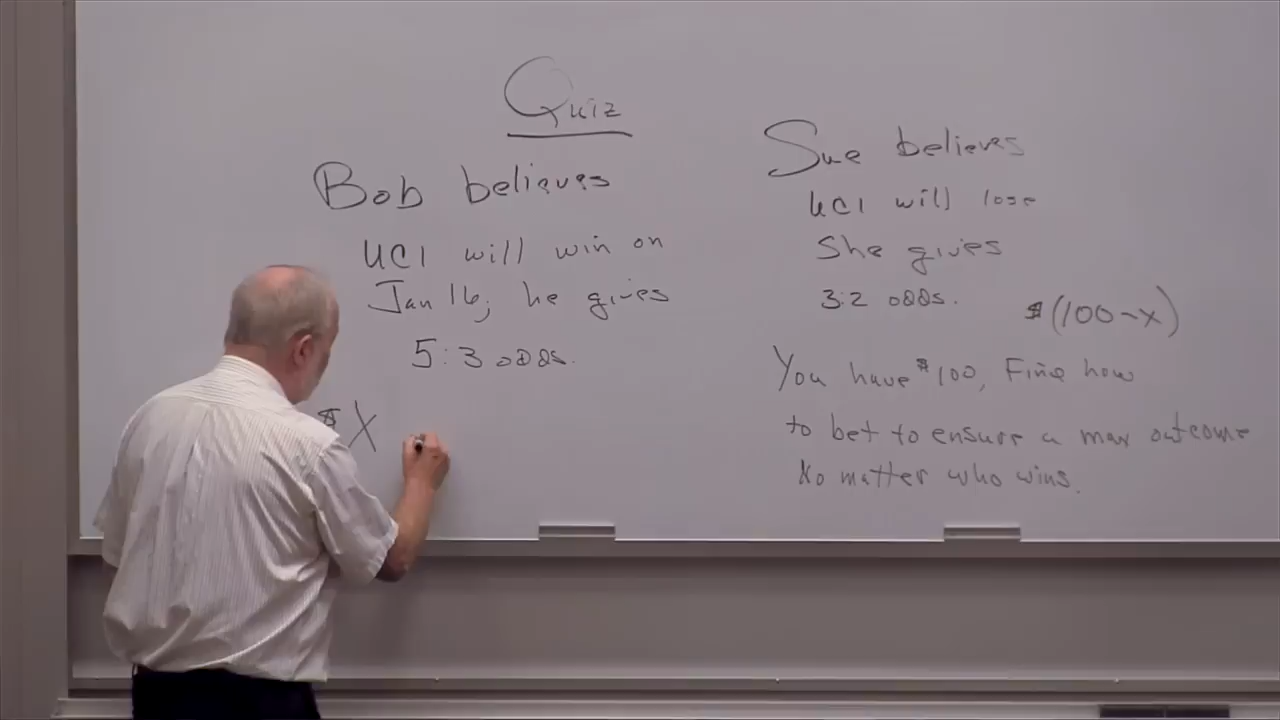 Quiz
Bob believes
UCI will win on
Jan 16; he gives
5:3 odds.
$X
Sue believes
UCI will lose
She gives
3:2 odds.
$(100-x)
You have $100, Find how
to bet to ensure a max outcome
No matter who wins.